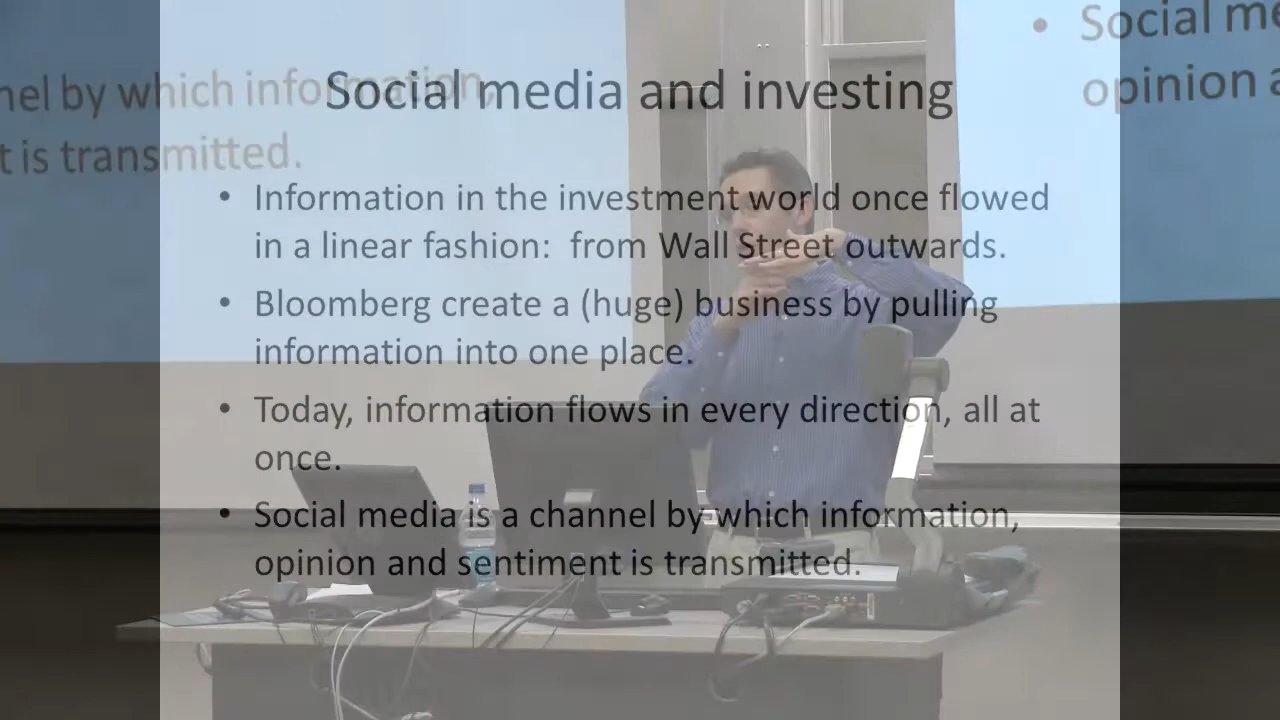 Social media and investing
• Information in the investment world once flowed
in a linear fashion:  from Wall Street outwards.
• Bloomberg create a (huge) business by pulling
information into one place.
• Today, information flows in every direction, all at
once.
• Social media is a channel by which information,
opinion and sentiment is transmitted.
nel by which information,
t is transmitted.
• Social me
opinion a